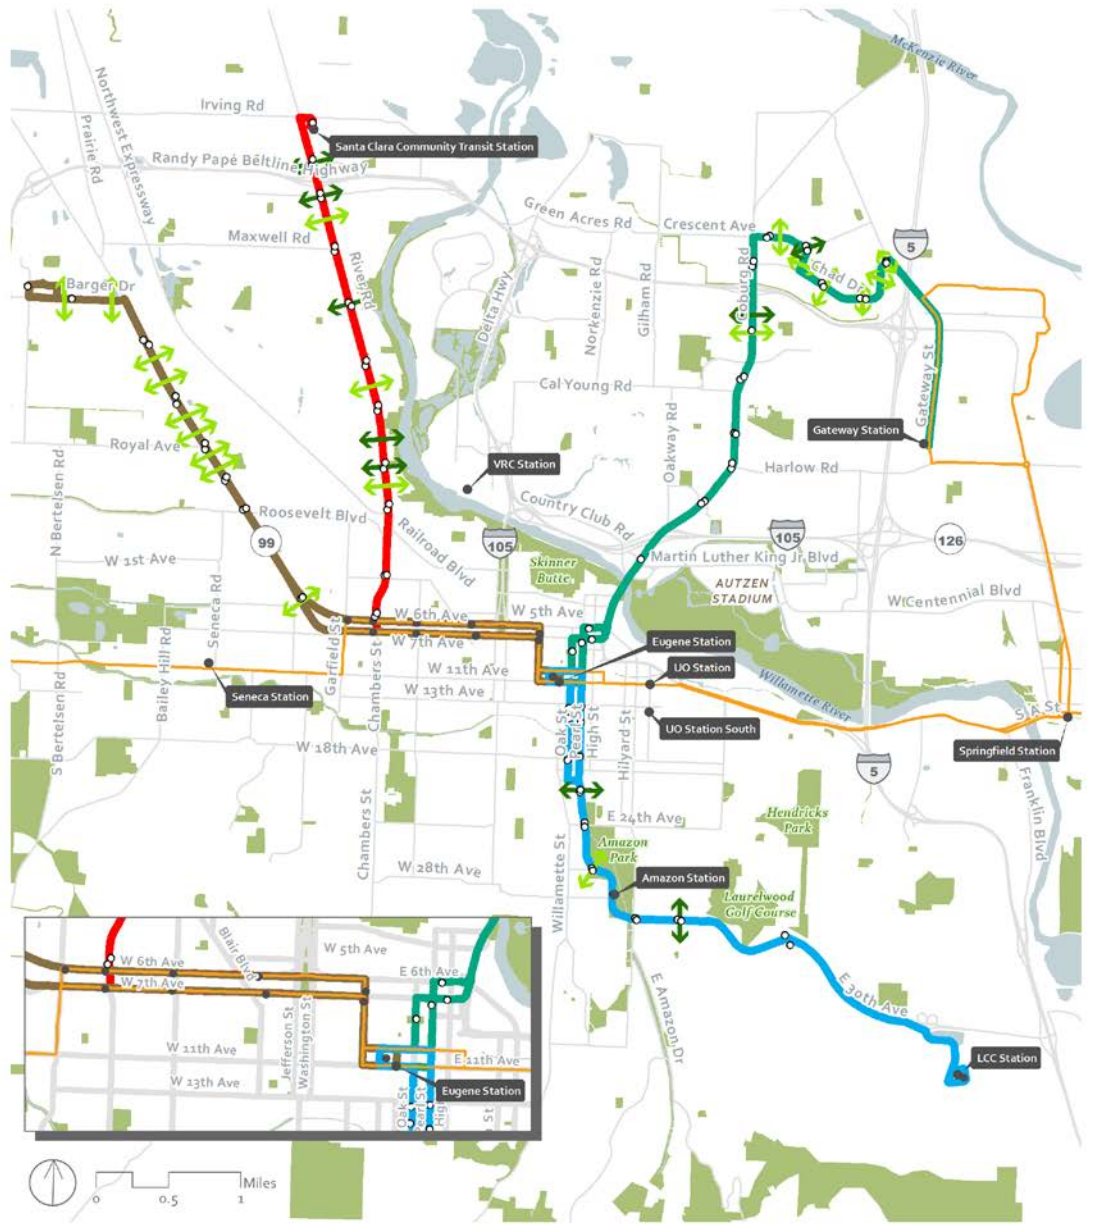 McKenzie River
Northwest Expressway
Prairie Rd
Irving Rd
Santa Clara Community Transit Station
Randy Papé Beltline Highway
Green Acres Rd
Crescent Ave
Maxwell Rd
River Rd
5
Barger Dr
Delta Hwy
Norkenzie Rd
Gilham Rd
Coburg Rd
Chad Dr
Cal Young Rd
Gateway St
Oakway Rd
Gateway Station
Royal Ave
VRC Station
Harlow Rd
N Bertelsen Rd
Roosevelt Blvd
Country Club Rd
99
Railroad Blvd
105
105
126
W 1st Ave
Skinner
Butte
Martin Luther King Jr Blvd
AUTZEN
STADIUM
Seneca Rd
W Centennial Blvd
W 6th Ave
W 5th Ave
W 7th Ave
Eugene Station
Bailey Hill Rd
Garfield St
Chambers St
W 11th Ave
UO Station
Seneca Station
W 13th Ave
Willamette River
S Bertelsen Rd
Oak St
Pearl St
High St
Hilyard St
UO Station South
S A St
W 18th Ave
Springfield Station
5
Franklin Blvd
Chambers St
E 24th Ave
Hendricks
Park
Willamette St
Amazon
Park
W 28th Ave
Amazon Station
Laurelwood
Golf Course
E 30th Ave
E Amazon Dr
LCC Station
W 6th Ave
Blair Blvd
W 5th Ave
E 6th Ave
W 7th Ave
Jefferson St
Washington St
W 11th Ave
E 11th Ave
W 13th Ave
Eugene Station
Oak St
Pearl St
High
D St
0
0.5
1
Miles